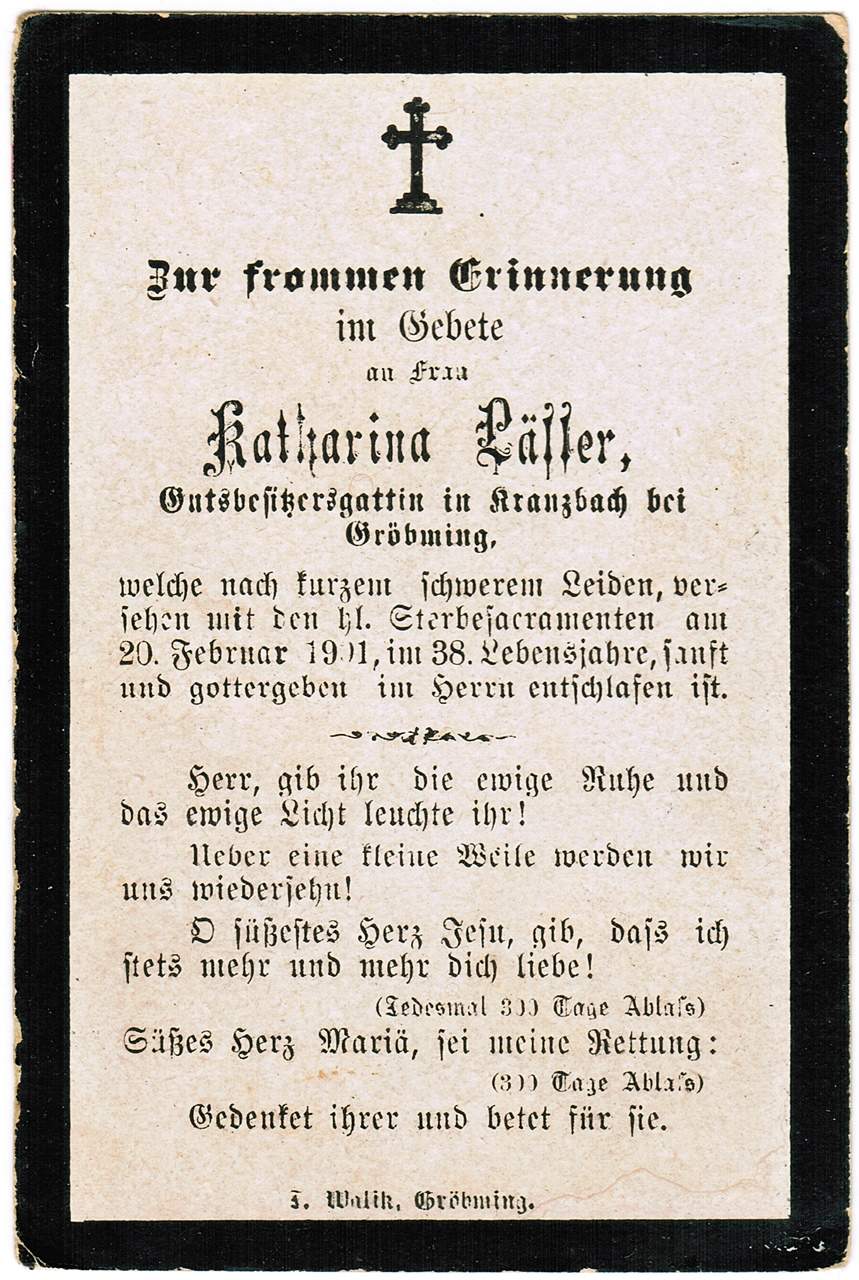 Zur frommen Erinnerung
im Gebete
an Frau
Katharina Läsſer,
Gutsbesitzersgattin in Kranzbach bei
Gröbming,
welche nach kurzem schwerem Leiden, ver-
sehen mit den hl. Sterbesacramenten am
20. Februar 1901, im 38. Lebensjahre, sanft
und gottergeben im Herrn entschlafen ist.
Herr, gib ihr die ewige Ruhe und
das ewige Licht leuchte ihr!
Ueber eine kleine Weile werden wir
uns wiedersehn!
O süßestes Herz Jesu, gib, dass ich
stets mehr und mehr dich liebe!
(Jedesmal 300 Tage Ablass)
Süßes Herz Mariä, sei meine Rettung:
(300 Tage Ablass)
Gedenket ihrer und betet für sie.
J. Walik, Gröbming.